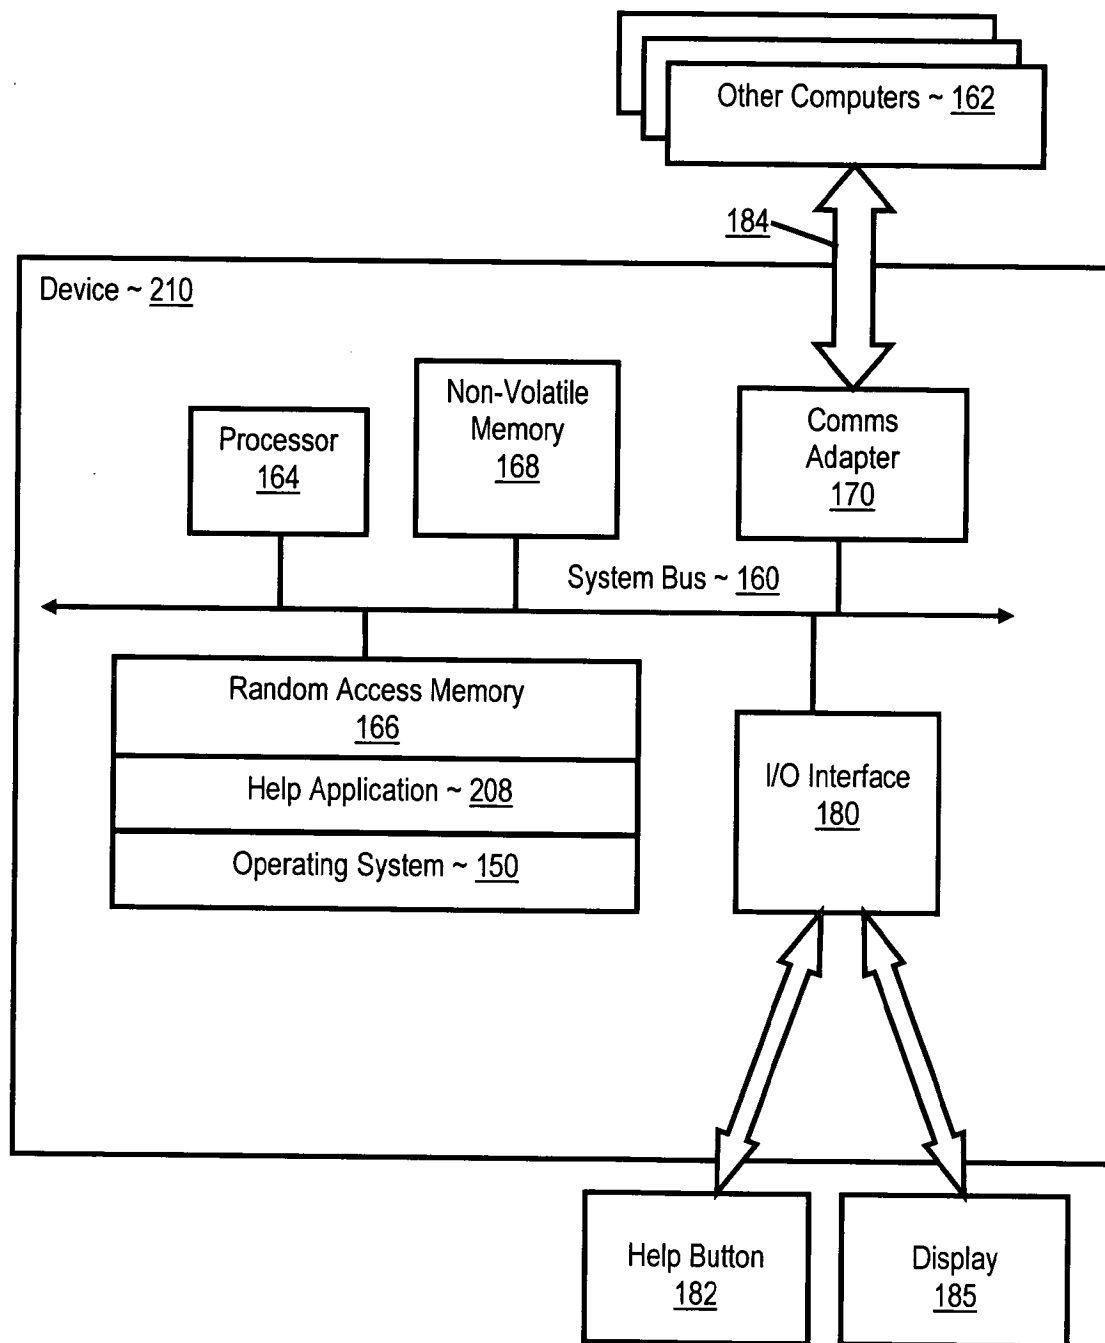 Other Computers ~ 162
184
Device ~ 210
Non-Volatile
Memory
168
Processor
164
Comms
Adapter
170
System Bus ~ 160
Random Access Memory
166
Help Application ~ 208
Operating System ~ 150
I/O Interface
180
Help Button
182
Display
185